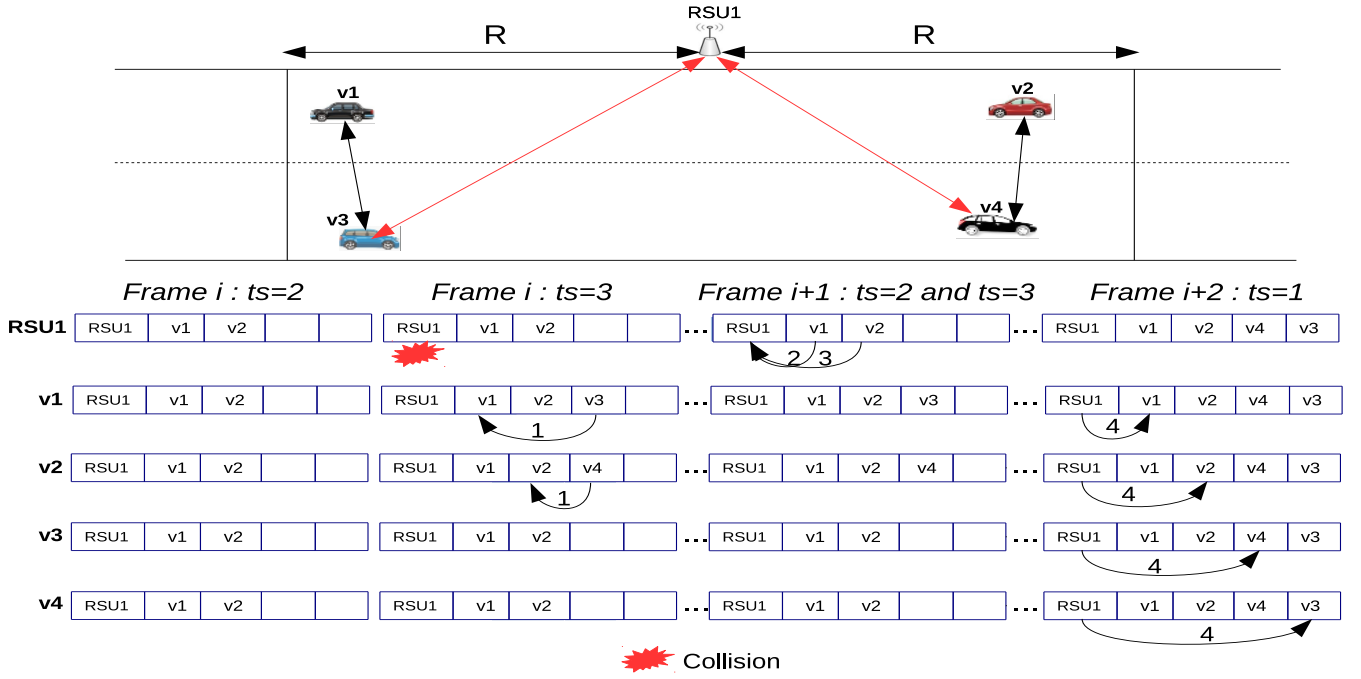 RSU1
R R
v1 v2
v3 v4
Frame i : ts=2 Frame i : ts=3 Frame i+1 : ts=2 and ts=3 Frame i+2 : ts=1
RSU1 RSU1 v1 v2 RSU1 v1 v2 ... RSU1 v1 v2 ... RSU1 v1 v2 v4 v3
2 3
v1 RSU1 v1 v2 RSU1 v1 v2 v3 ... RSU1 v1 v2 v3 ... RSU1 v1 v2 v4 v3
1 4
v2 RSU1 v1 v2 RSU1 v1 v2 v4 ... RSU1 v1 v2 v4 ... RSU1 v1 v2 v4 v3
1 4
v3 RSU1 v1 v2 RSU1 v1 v2 ... RSU1 v1 v2 ... RSU1 v1 v2 v4 v3
4
v4 RSU1 v1 v2 RSU1 v1 v2 ... RSU1 v1 v2 ... RSU1 v1 v2 v4 v3
4
Collision